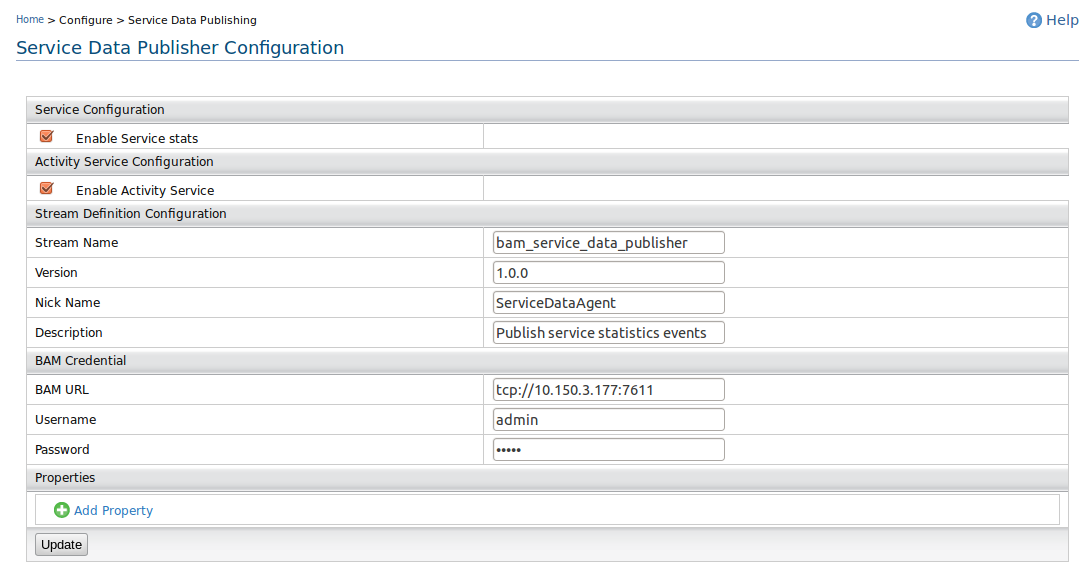 Home > Configure > Service Data Publishing
Help
Service Data Publisher Configuration
Service Configuration
Enable Service stats
Activity Service Configuration
Enable Activity Service
Stream Definition Configuration
Stream Name bam_service_data_publisher
Version 1.0.0
Nick Name ServiceDataAgent
Description Publish service statistics events
BAM Credential
BAM URL tcp://10.150.3.177:7611
Username admin
Password •••••
Properties
Add Property
Update